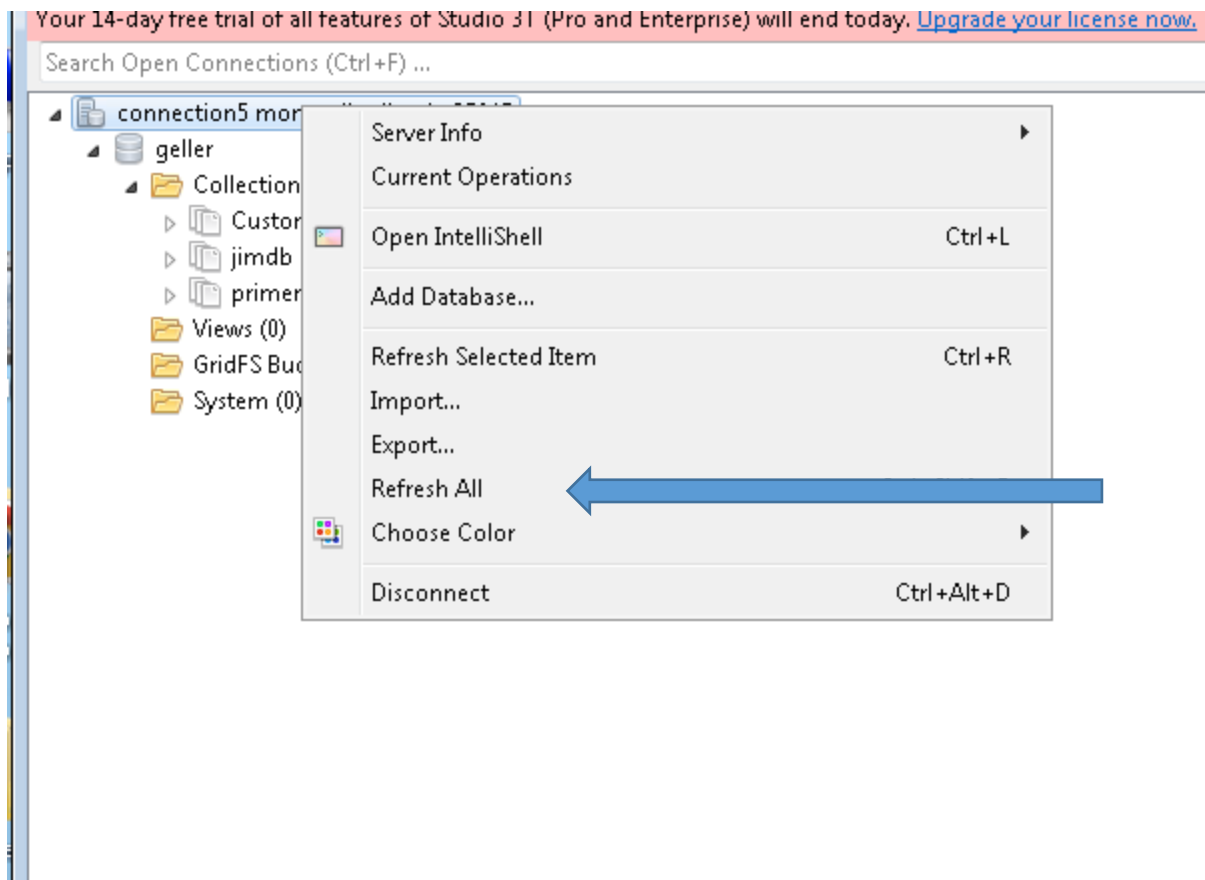 Your 14-day free trial of all features of Studio 3T (Pro and Enterprise) will end today. Upgrade your license now.
Search Open Connections (Ctrl+F) ...
connection5
geller
Server Info
Current Operations
Open IntelliShell Ctrl+L
jimdb
Add Database...
primer
Views (0)
Refresh Selected Item Ctrl+R
GridFS
System (0)
Import...
Export...
Refresh All
Choose Color
Disconnect Ctrl+Alt+D